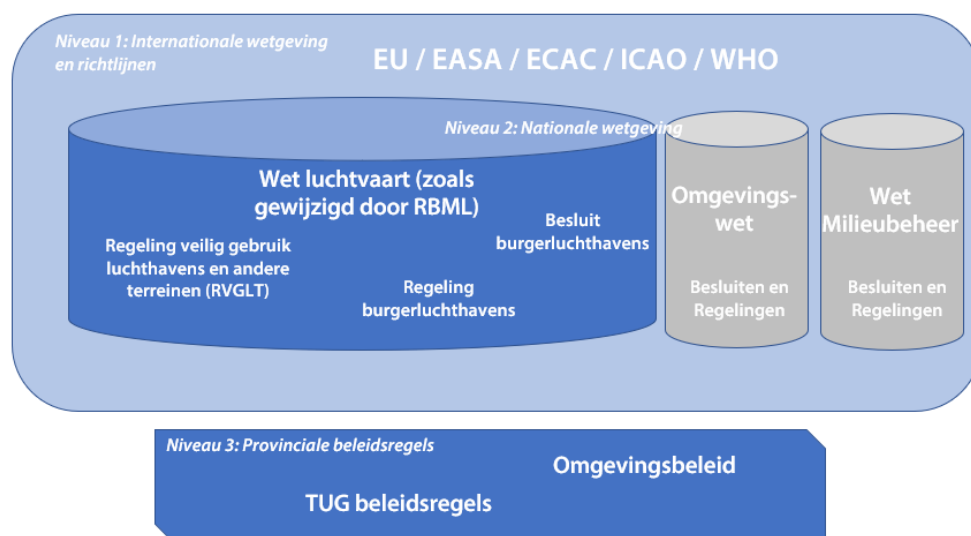 Niveau 1: Internationale wetgeving
en richtlijnen
EU / EASA / ECAC / ICAO / WHO
Niveau 2: Nationale wetgeving
Wet luchtvaart (zoals
gewijzigd door RBML)
Besluit
burgerluchthavens
Regeling veilig gebruik
luchthavens en andere
terreinen (RVGLT)
Regeling
burgerluchthavens
Omgevings-
wet
Besluiten en
Regelingen
Wet
Milieubeheer
Besluiten en
Regelingen
Niveau 3: Provinciale beleidsregels
Omgevingsbeleid
TUG beleidsregels